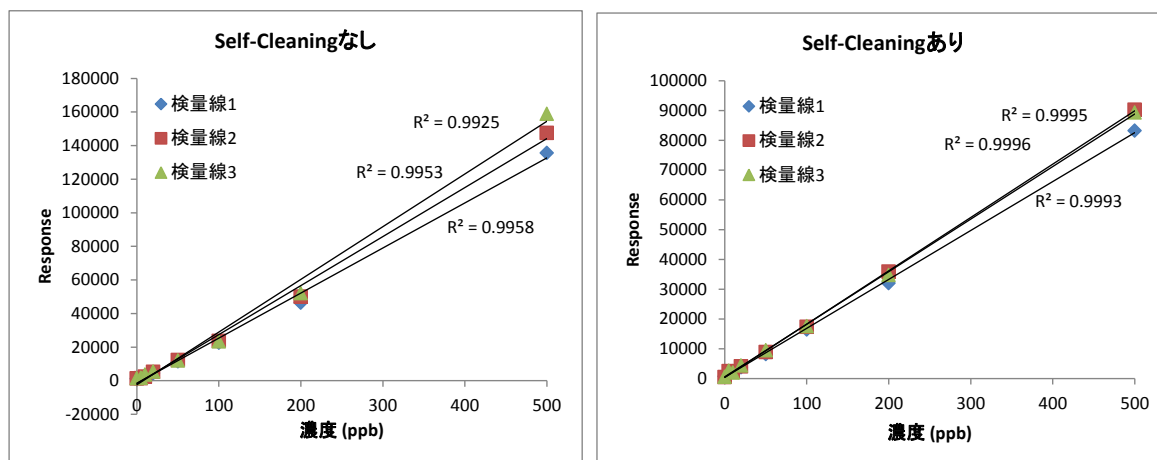 Self-Cleaningなし
180000
160000
140000
120000
100000
80000
60000
40000
20000
0
-20000
Response
検量線1
検量線2
検量線3
R² = 0.9925
R² = 0.9953
R² = 0.9958
0
100
200
300
400
500
濃度 (ppb)
Self-Cleaningあり
100000
90000
80000
70000
60000
50000
40000
30000
20000
10000
0
Response
検量線1
検量線2
検量線3
R² = 0.9995
R² = 0.9996
R² = 0.9993
0
100
200
300
400
500
濃度 (ppb)